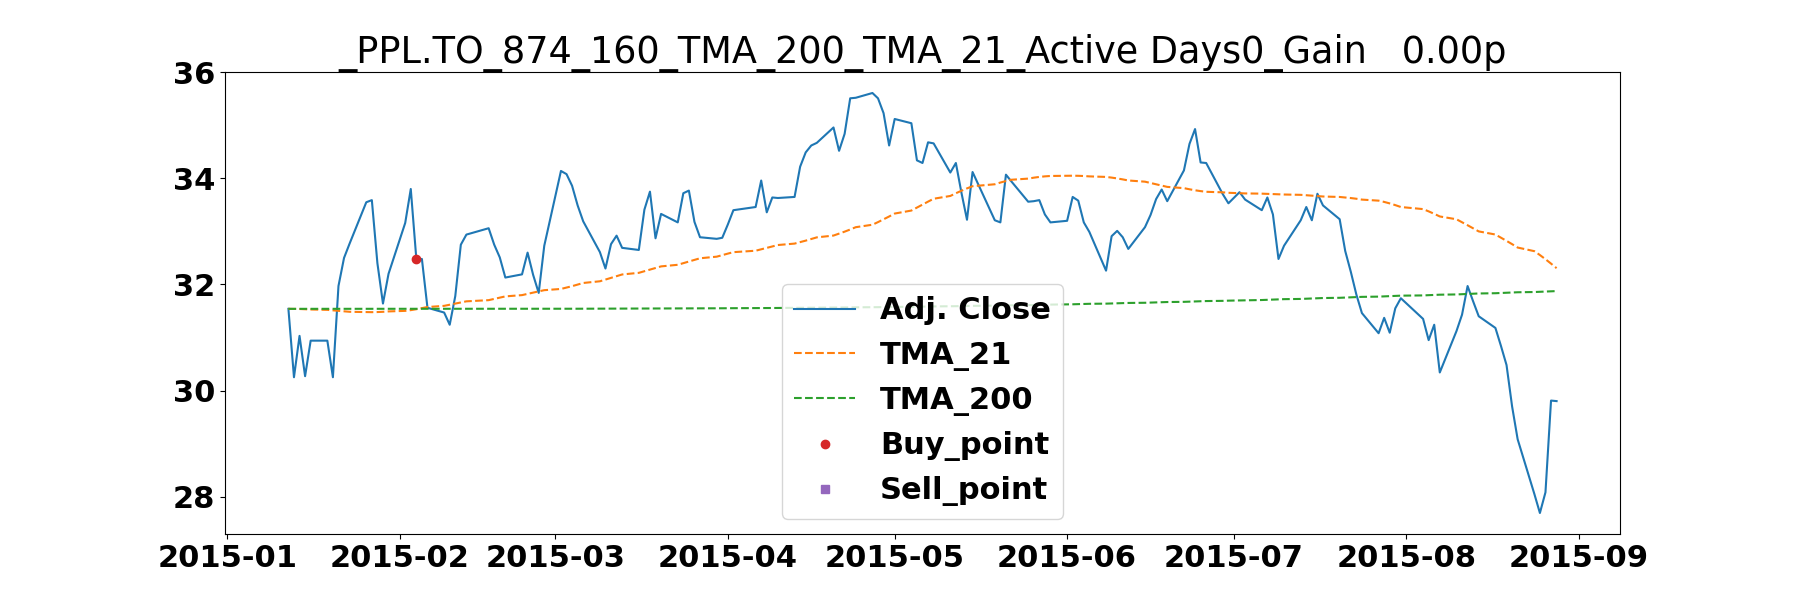 _PPL.TO_874_160_TMA_200_TMA_21_Active Days0_Gain   0.00p
36
34
32
30
28
Adj. Close
TMA_21
TMA_200
Buy_point
Sell_point
2015-01 2015-02 2015-03 2015-04 2015-05 2015-06 2015-07 2015-08 2015-09